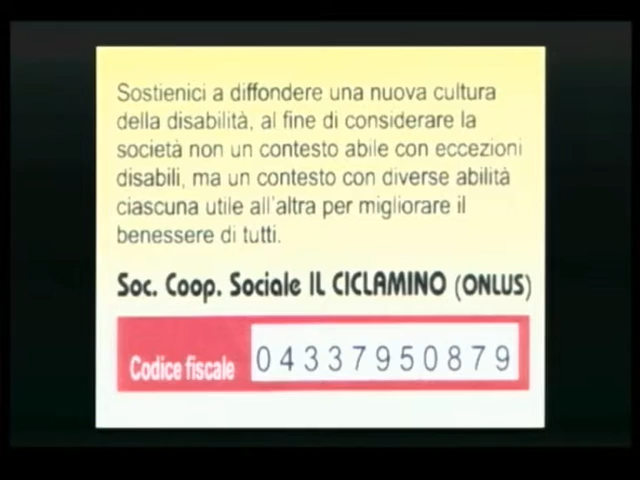 Sostienici a diffondere una nuova cultura
della disabilità, al fine di considerare la
società non un contesto abile con eccezioni
disabili, ma un contesto con diverse abilità
ciascuna utile all'altra per migliorare il
benessere di tutti.
Soc. Coop. Sociale IL CICLAMINO (ONLUS)
Codice fiscale 04337950879